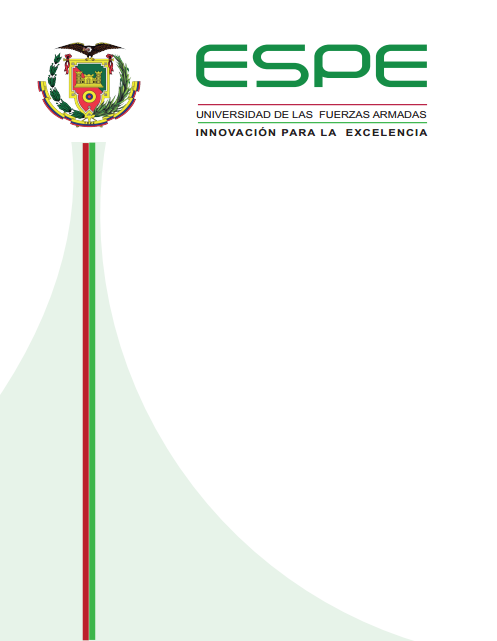 ESPE
UNIVERSIDAD DE LAS FUERZAS ARMADAS
INNOVACIÓN PARA LA EXCELENCIA